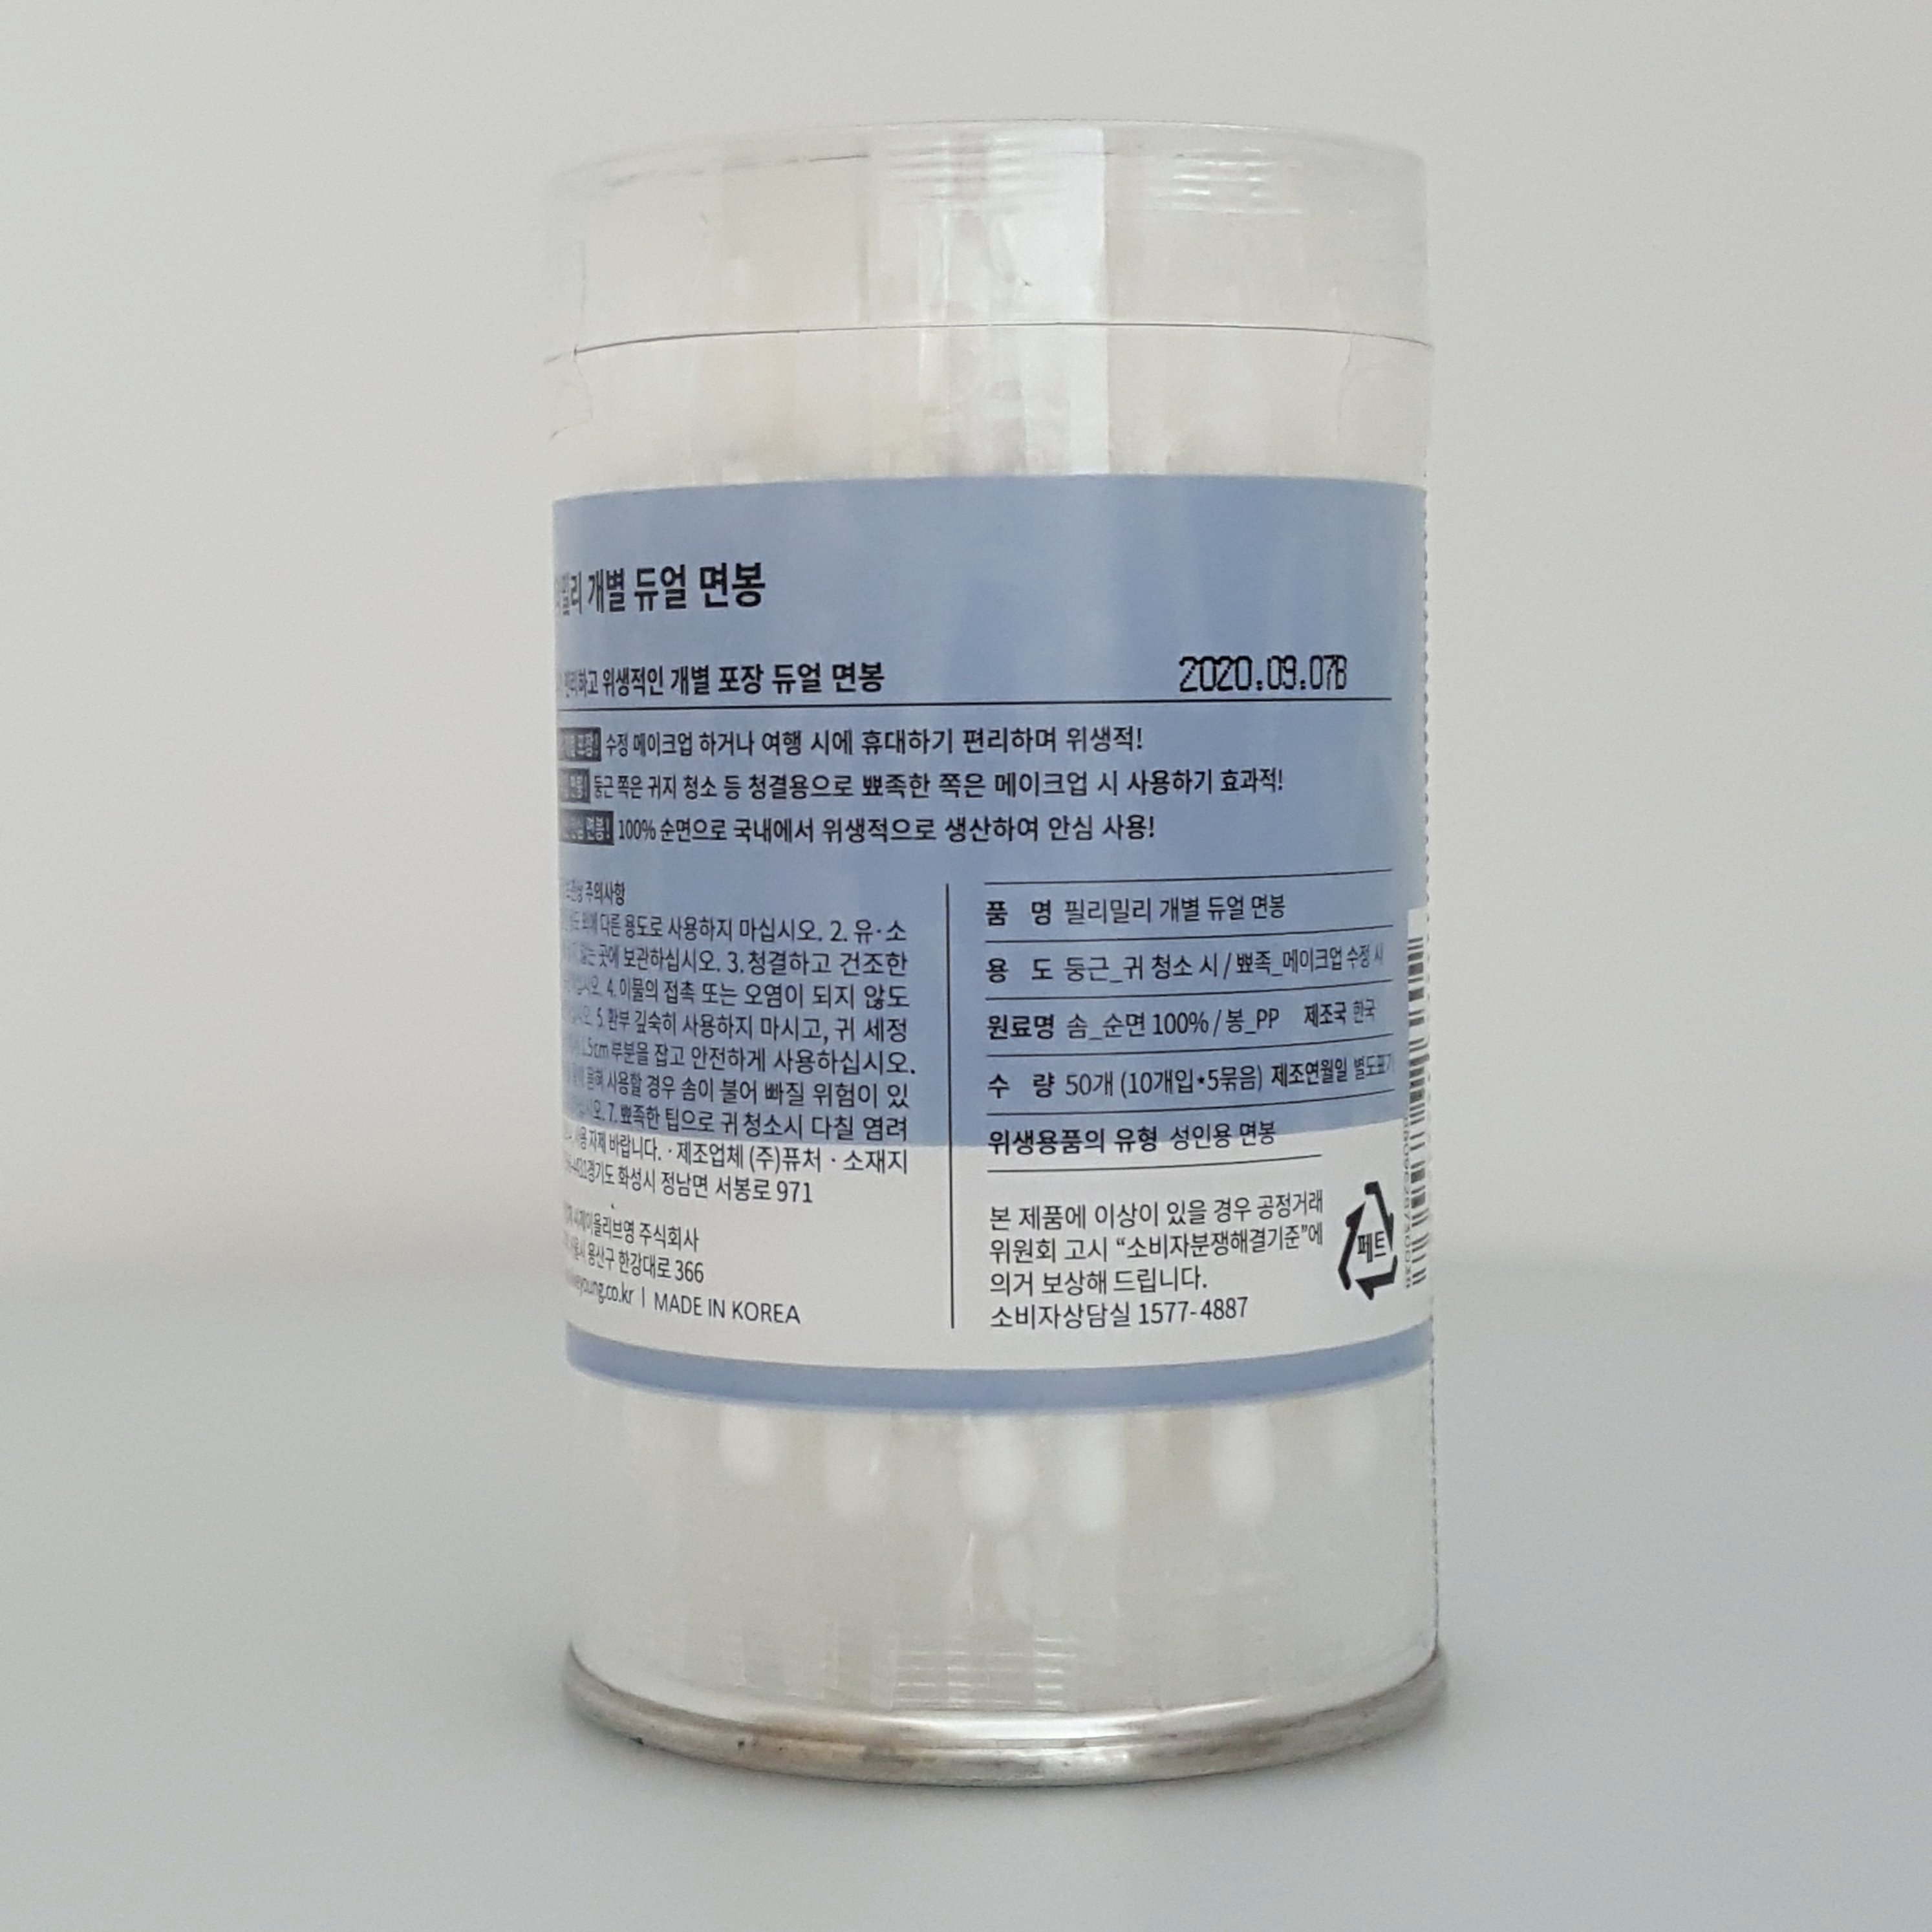 개별 듀얼 면봉
위생적인 개별 포장 듀얼 면봉
2020.09.07B
수정 메이크업 하거나 여행 시에 휴대하기 편리하며 위생적!
둥근 쪽은 귀지 청소 등 청결용으로 뾰족한 쪽은 메이크업 시 사용하기 효과적!
면봉! 100% 순면으로 국내에서 위생적으로 생산하여 안심 사용!
주의사항
다른 용도로 사용하지 마십시오. 2. 유·소
곳에 보관하십시오. 3. 청결하고 건조한
4. 이물의 접촉 또는 오염이 되지 않도
5. 환부 깊숙히 사용하지 마시고, 귀 세정
부분을 잡고 안전하게 사용하십시오.
사용할 경우 솜이 불어 빠질 위험이 있
7. 뾰족한 팁으로 귀 청소시 다칠 염려
자제 바랍니다. · 제조업체 (주)퓨처 · 소재지
경기도 화성시 정남면 서봉로 971
주식회사
용산구 한강대로 366
MADE IN KOREA
품 명 필리밀리 개별 듀얼 면봉
용 도 둥근_귀 청소 시 / 뾰족_메이크업 수정 시
원료명 솜_순면 100% / 봉_PP 제조국 한국
수 량 50개 (10개입*5묶음) 제조연월일 별도표기
위생용품의 유형 성인용 면봉
본 제품에 이상이 있을 경우 공정거래
위원회 고시 “소비자분쟁해결기준”에
의거 보상해 드립니다.
소비자상담실 1577-4887
페트